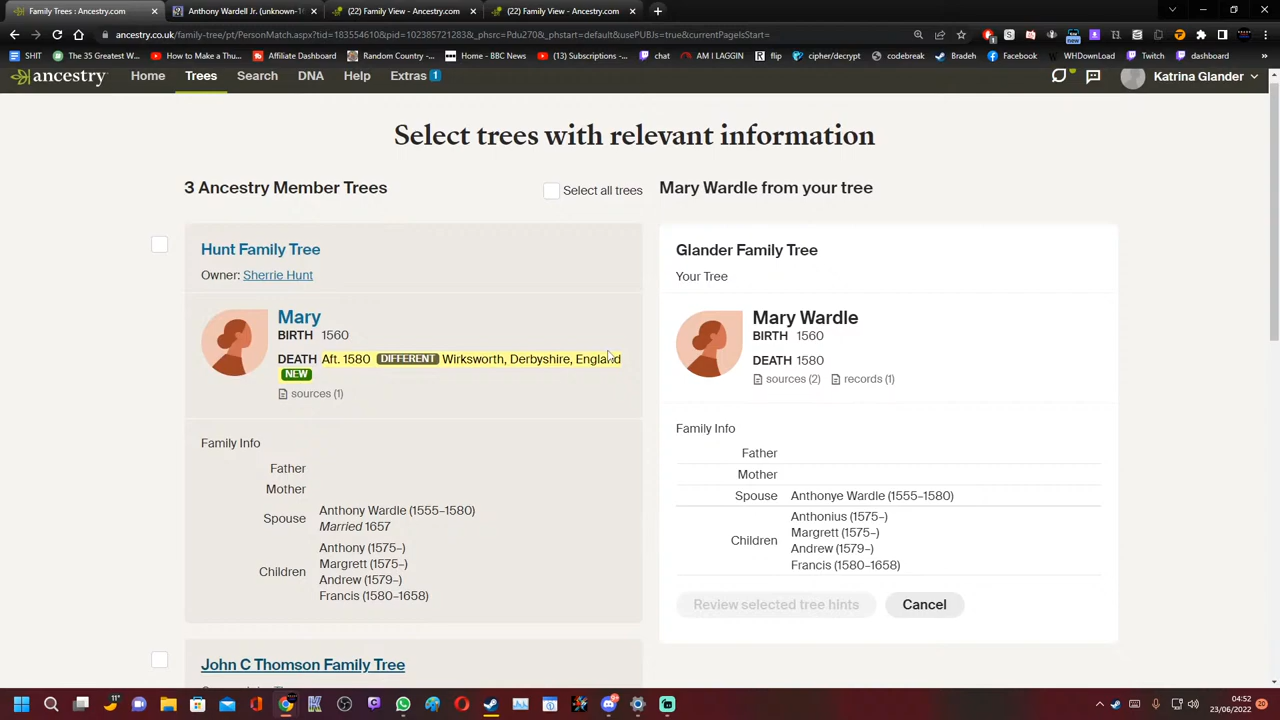 Family Trees : Ancestry.com
Anthony Wardell Jr. (unknown-1
(22) Family View - Ancestry.com
(22) Family View - Ancestry.com
ancestry.co.uk/family-tree/pt/PersonMatch.aspx?tid=183554610&pid=102385721283&_phsrc=Pdu270&_phstart=default&usePUBJs=true&currentPageIsStart=
SHIT
The 35 Greatest W...
How to Make a Thu...
Affiliate Dashboard
Home - BBC News
(13) Subscriptions -...
chat
AM I LAGGIN
flip
cipher/decrypt
codebreak
Bradeh
WHDownLoad
Facebook
Twitch
dashboard
ancestry
Home
Trees
Search
DNA
Help
Extras 1
Katrina Glander
Select trees with relevant information
3 Ancestry Member Trees
Select all trees
Mary Wardle from your tree
Hunt Family Tree
Owner: Sherrie Hunt
Mary
BIRTH 1560
DEATH Aft. 1580 DIFFERENT Wirksworth, Derbyshire, England
NEW
sources (1)
Family Info
Father
Mother
Spouse
Anthony Wardle (1555–1580)
Married 1657
Children
Anthony (1575–)
Margrett (1575–)
Andrew (1579–)
Francis (1580–1658)
John C Thomson Family Tree
Glander Family Tree
Your Tree
Mary Wardle
BIRTH 1560
DEATH 1580
sources (2) records (1)
Family Info
Father
Mother
Spouse Anthonye Wardle (1555–1580)
Children
Anthonius (1575–)
Margrett (1575–)
Andrew (1579–)
Francis (1580–1658)
Review selected tree hints
Cancel
04:52
23/06/2022